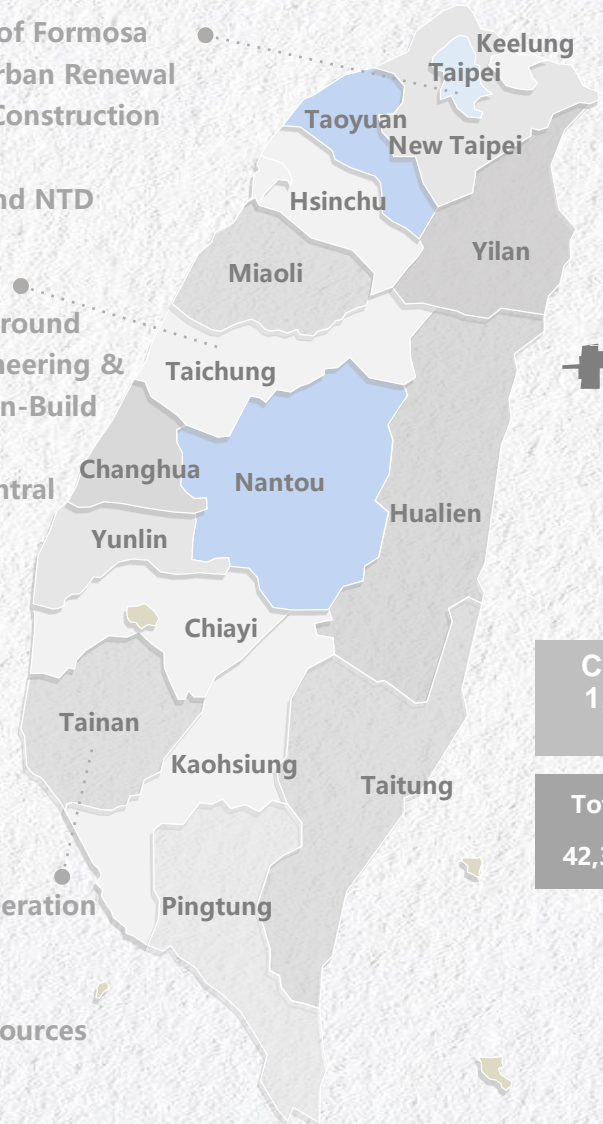 of Formosa
Keelung
Taipei
rban Renewal
Construction
Taoyuan
New Taipei
nd NTD
Hsinchu
Yilan
Miaoli
round
neering &
Taichung
n-Build
Changhua
Nantou
ntral
Hualien
Yunlin
Chiayi
C
1
Tainan
Kaohsiung
Taitung
To
42,3
eration
Pingtung
ources